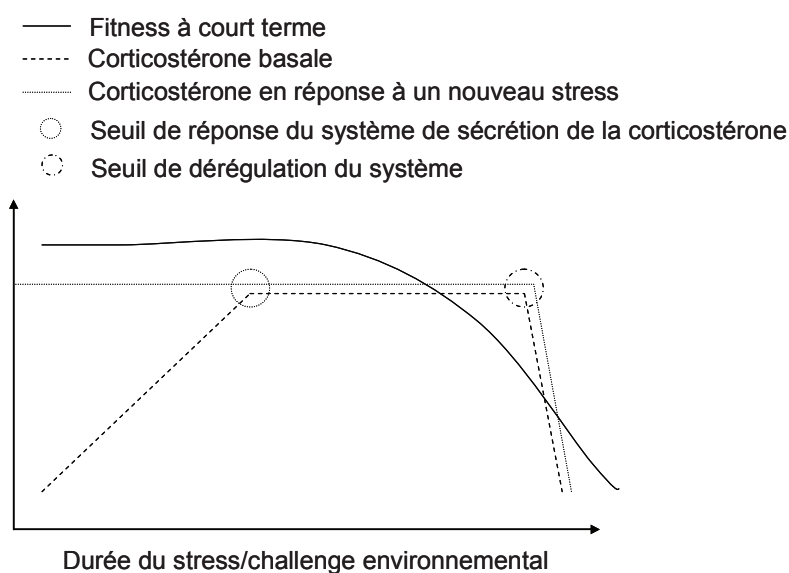 Fitness à court terme
Corticostérone basale
Corticostérone en réponse à un nouveau stress
Seuil de réponse du système de sécrétion de la corticostérone
Seuil de dérégulation du système
Durée du stress/challenge environnemental